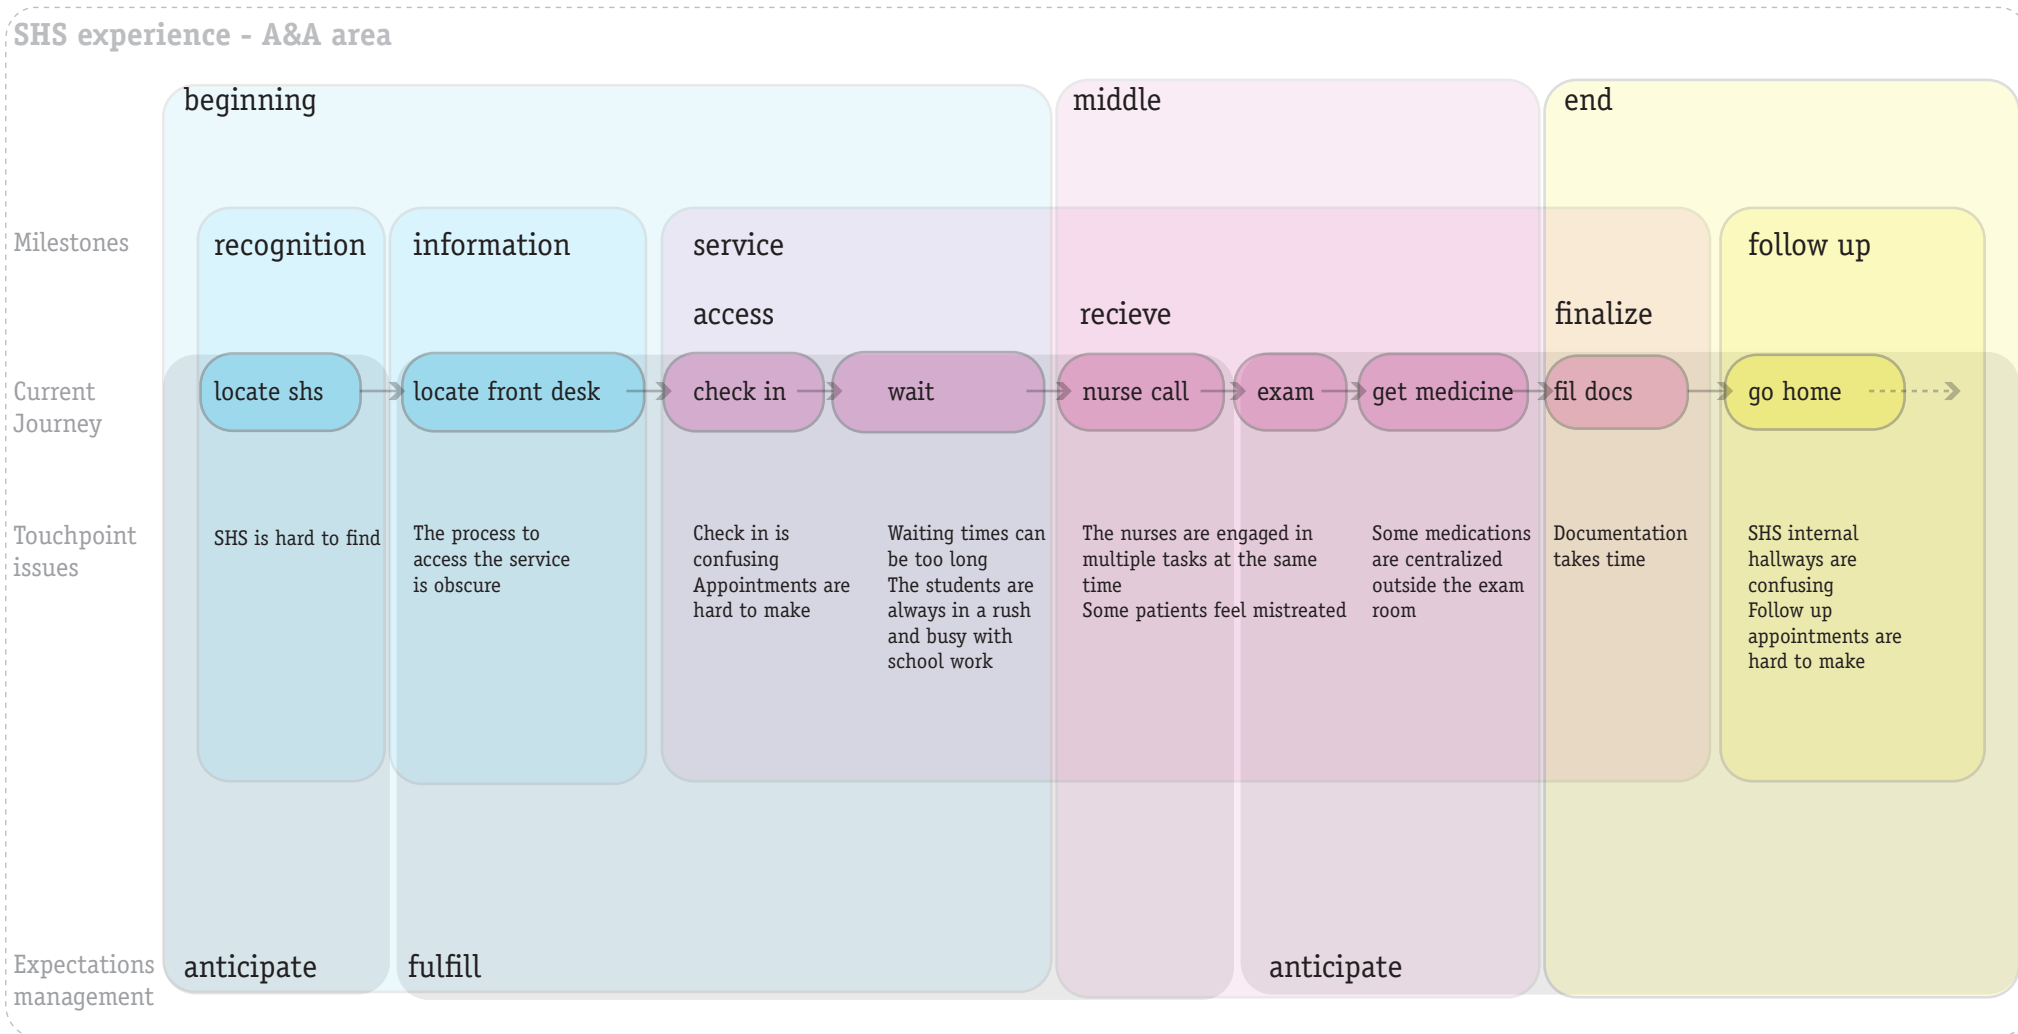 SHS experience - A&A area
beginning
middle
end
Milestones
recognition
information
service
follow up
access
recieve
finalize
Current
Journey
locate shs
locate front desk
check in
wait
nurse call
exam
get medicine
fil docs
go home
Touchpoint
issues
SHS is hard to find
The process to
access the service
is obscure
Check in is
confusing
Appointments are
hard to make
Waiting times can
be too long
The students are
always in a rush
and busy with
school work
The nurses are engaged in
multiple tasks at the same
time
Some patients feel mistreated
Some medications
are centralized
outside the exam
room
Documentation
takes time
SHS internal
hallways are
confusing
Follow up
appointments are
hard to make
Expectations
management
anticipate
fulfill
anticipate